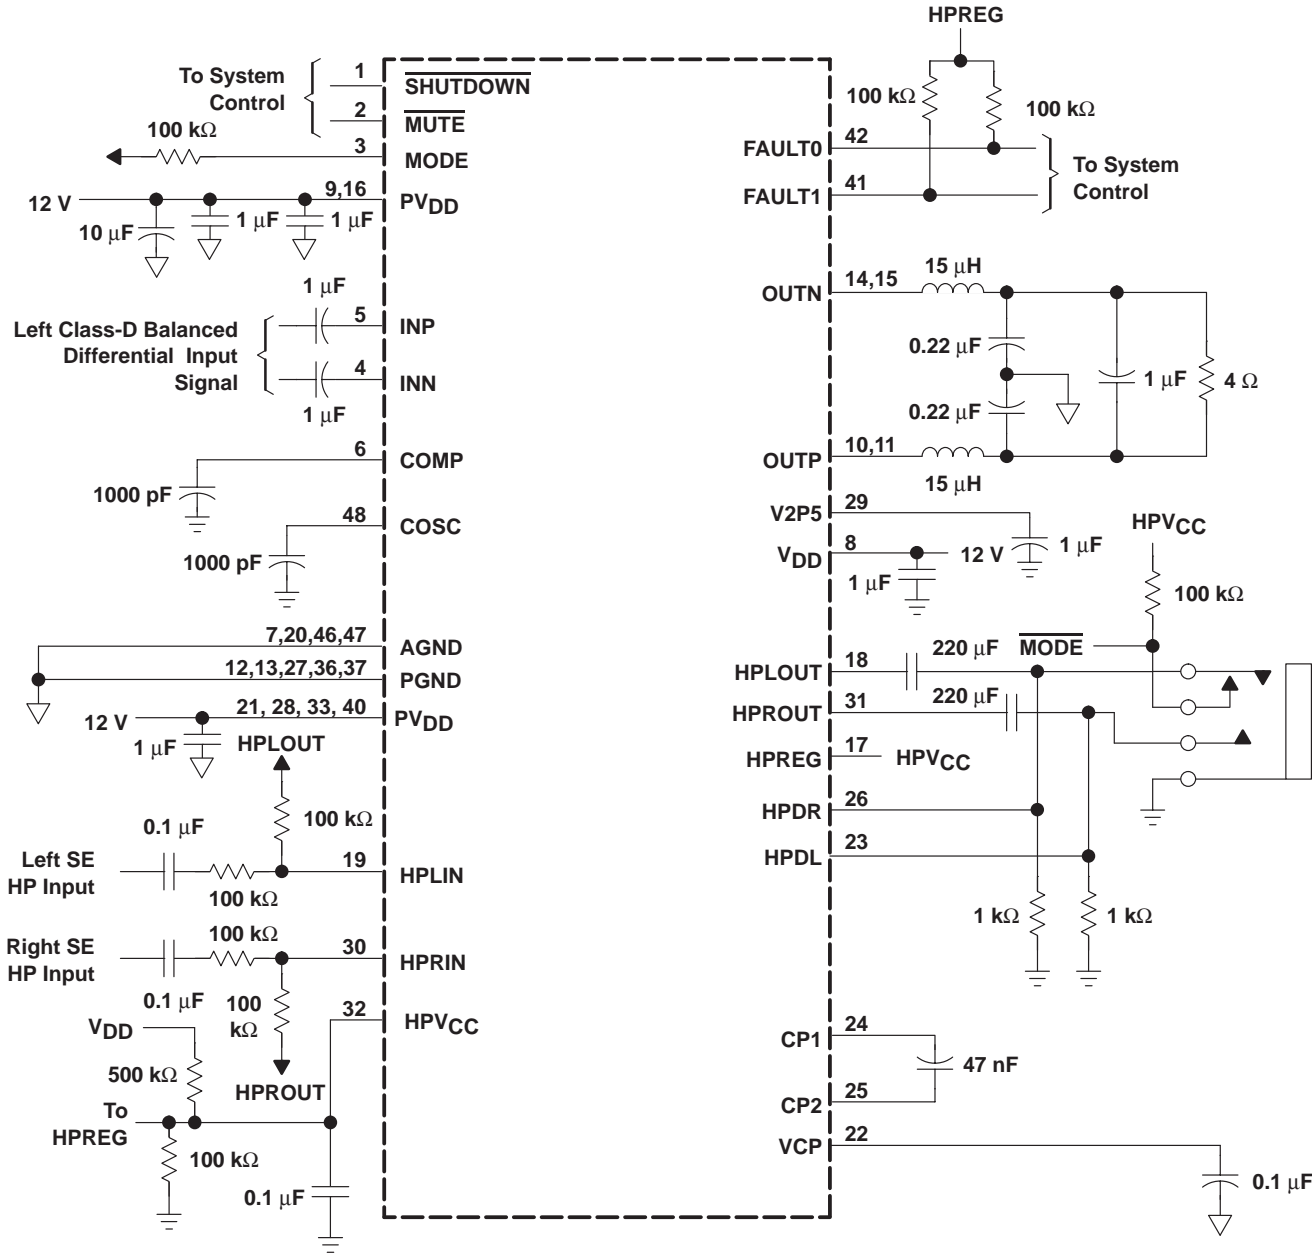 HPREG
To System
Control
1
SHUTDOWN
2
MUTE
100 kΩ
3
MODE
9,16
12 V
PVDD
10 μF
1 μF
1 μF
1 μF
5
INP
Left Class-D Balanced
Differential Input
Signal
4
INN
1 μF
6
COMP
1000 pF
48
COSC
1000 pF
7,20,46,47
AGND
12,13,27,36,37
PGND
12 V
21, 28, 33, 40
PVDD
1 μF
HPLOUT
100 kΩ
0.1 μF
Left SE
HP Input
19
HPLIN
100 kΩ
100 kΩ
Right SE
HP Input
30
HPRIN
0.1 μF
100
kΩ
32
HPVCC
VDD
500 kΩ
HPROUT
To
HPREG
100 kΩ
0.1 μF
100 kΩ
100 kΩ
FAULT0
42
FAULT1
41
To System
Control
15 μH
OUTN
14,15
0.22 μF
0.22 μF
1 μF
4 Ω
OUTP
10,11
15 μH
V2P5
29
1 μF
VDD
8
12 V
1 μF
HPVCC
100 kΩ
MODE
HPLOUT
18
220 μF
HPROUT
31
220 μF
HPREG
17
HPVCC
HPDR
26
HPDL
23
1 kΩ
1 kΩ
CP1
24
47 nF
CP2
25
VCP
22
0.1 μF